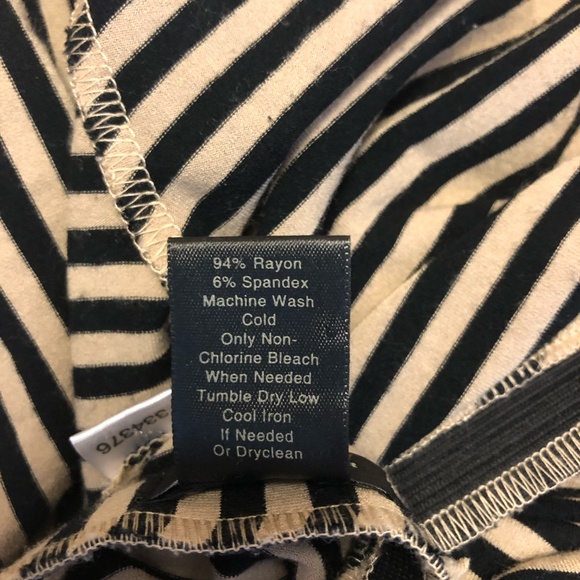 94% Rayon
6% Spandex
Machine Wash
Cold
Only Non-
Chlorine Bleach
When Needed
Tumble Dry Low
Cool Iron
If Needed
Or Dryclean
334376